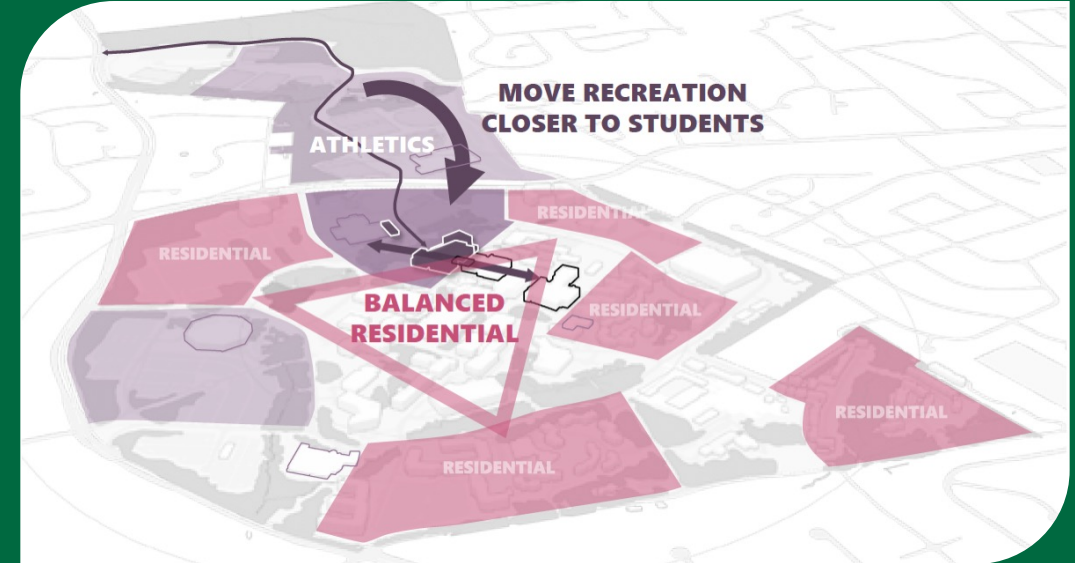 MOVE RECREATION
CLOSER TO STUDENTS
ATHLETICS
RESIDENTIAL
RESIDENTIAL
BALANCED
RESIDENTIAL
RESIDENTIAL
RESIDENTIAL
RESIDENTIAL